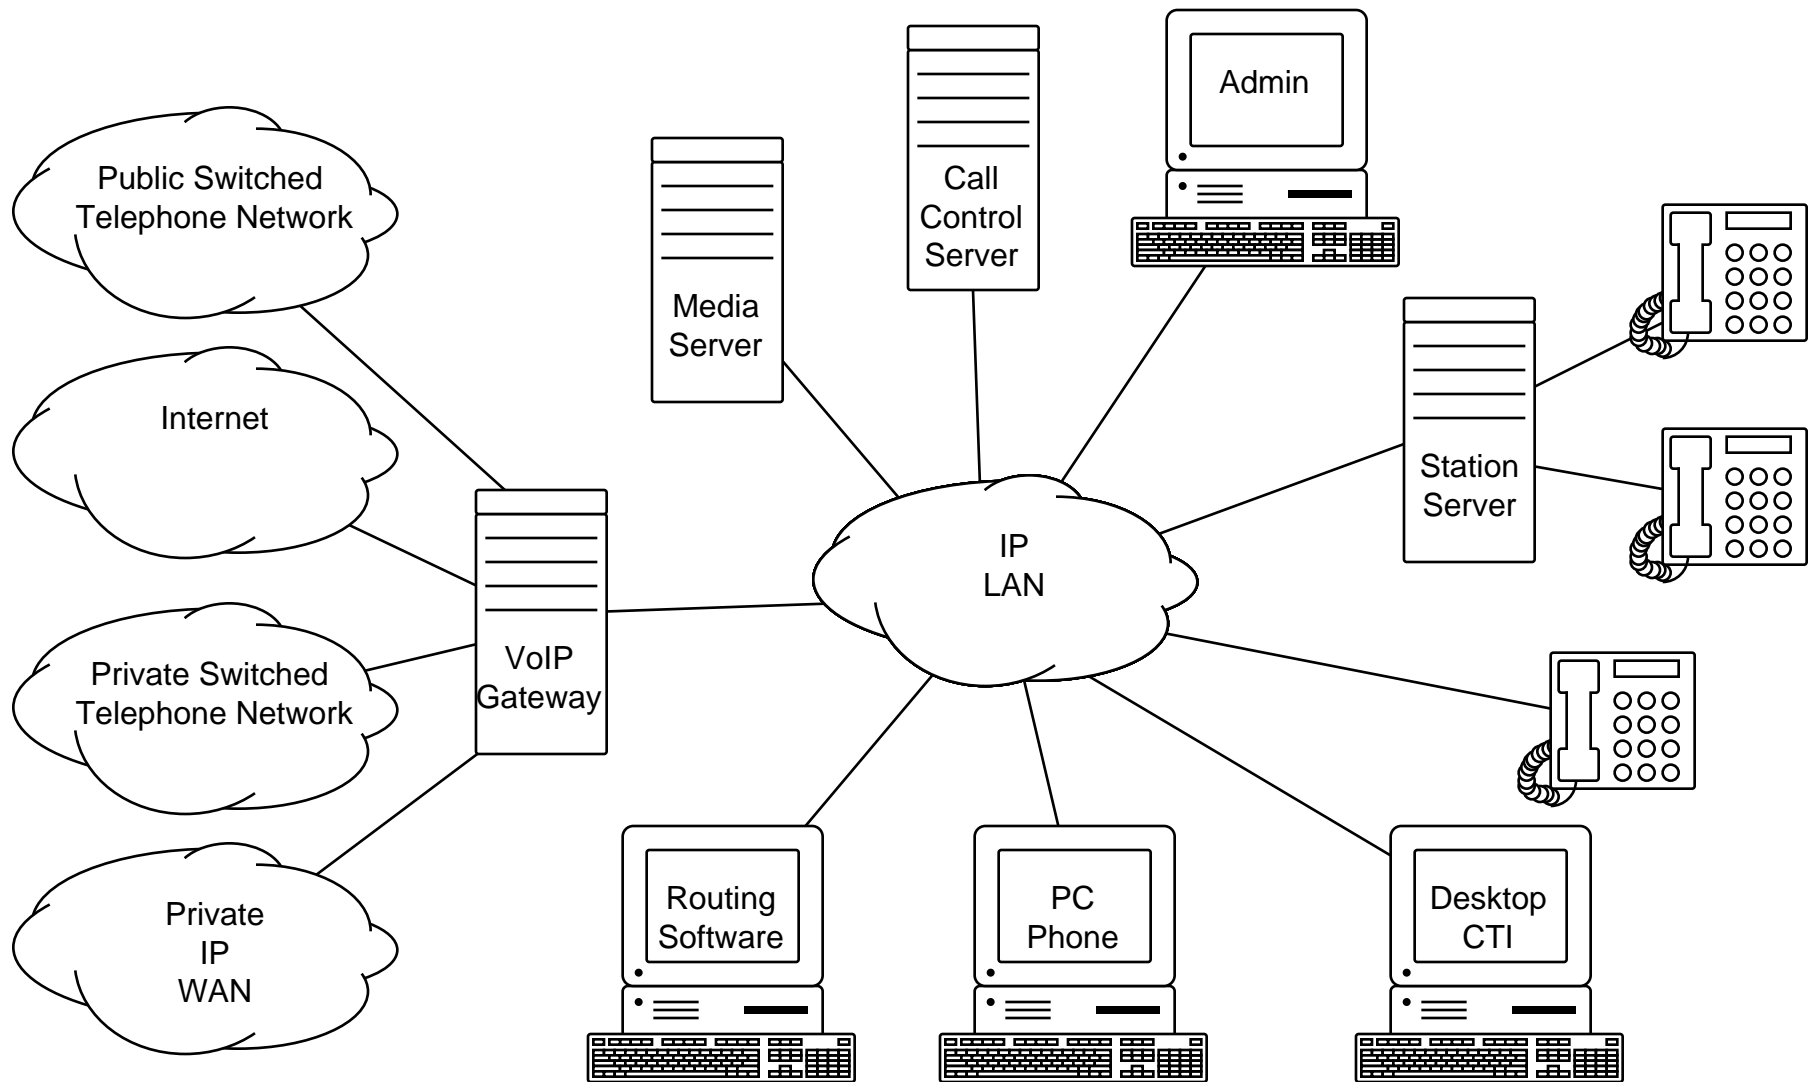 Public Switched
Telephone Network
Internet
Private Switched
Telephone Network
Private
IP
WAN
VoIP
Gateway
Media
Server
Call
Control
Server
Admin
IP
LAN
Station
Server
Routing
Software
PC
Phone
Desktop
CTI